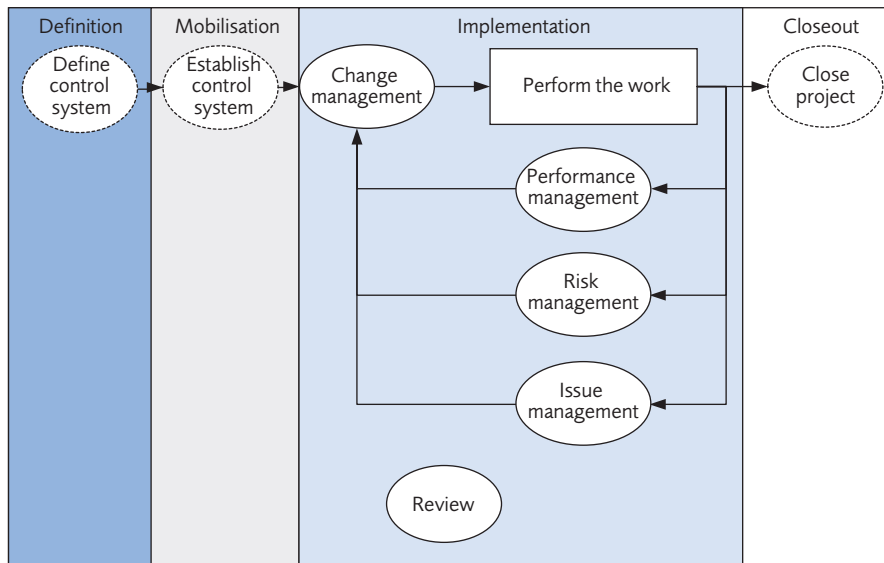 Definition
Mobilisation
Implementation
Closeout
Define
control
system
Establish
control
system
Change
management
Perform the work
Close
project
Performance
management
Risk
management
Issue
management
Review